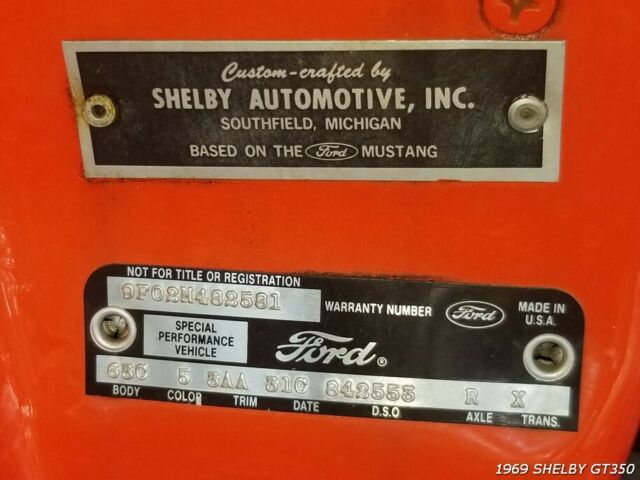 Custom-crafted by
SHELBY AUTOMOTIVE, INC.
SOUTHFIELD, MICHIGAN
BASED ON THE Ford MUSTANG
NOT FOR TITLE OR REGISTRATION
9F02M482581
WARRANTY NUMBER
Ford
MADE IN
U.S.A.
SPECIAL
PERFORMANCE
VEHICLE
Ford®
63C 5 3AA 31C 842553 R X
BODY COLOR TRIM DATE D.S.O AXLE TRANS.
1969 SHELBY GT350